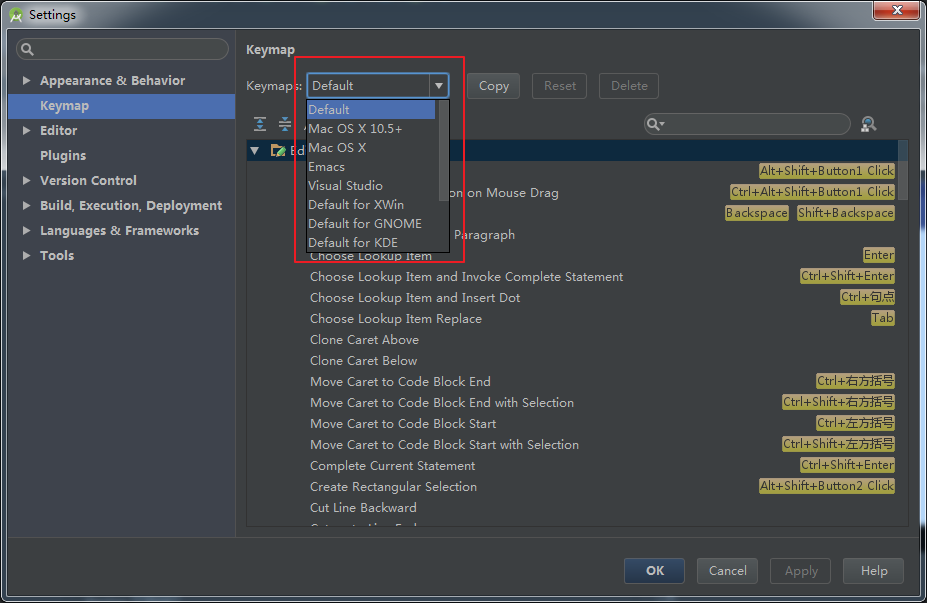 Settings
Keymap
Appearance & Behavior
Keymap
Editor
Plugins
Version Control
Build, Execution, Deployment
Languages & Frameworks
Tools
Keymaps: Default Copy Reset Delete
Default
Mac OS X 10.5+
Mac OS X
Emacs
Visual Studio
Default for XWin
Default for GNOME
Default for KDE
Alt+Shift+Button1 Click
on on Mouse Drag Ctrl+Alt+Shift+Button1 Click
Backspace Shift+Backspace
Paragraph
Choose Lookup Item Enter
Choose Lookup Item and Invoke Complete Statement Ctrl+Shift+Enter
Choose Lookup Item and Insert Dot Ctrl+句点
Choose Lookup Item Replace Tab
Clone Caret Above
Clone Caret Below
Move Caret to Code Block End Ctrl+右方括号
Move Caret to Code Block End with Selection Ctrl+Shift+右方括号
Move Caret to Code Block Start Ctrl+左方括号
Move Caret to Code Block Start with Selection Ctrl+Shift+左方括号
Complete Current Statement Ctrl+Shift+Enter
Create Rectangular Selection Alt+Shift+Button2 Click
Cut Line Backward
OK Cancel Apply Help